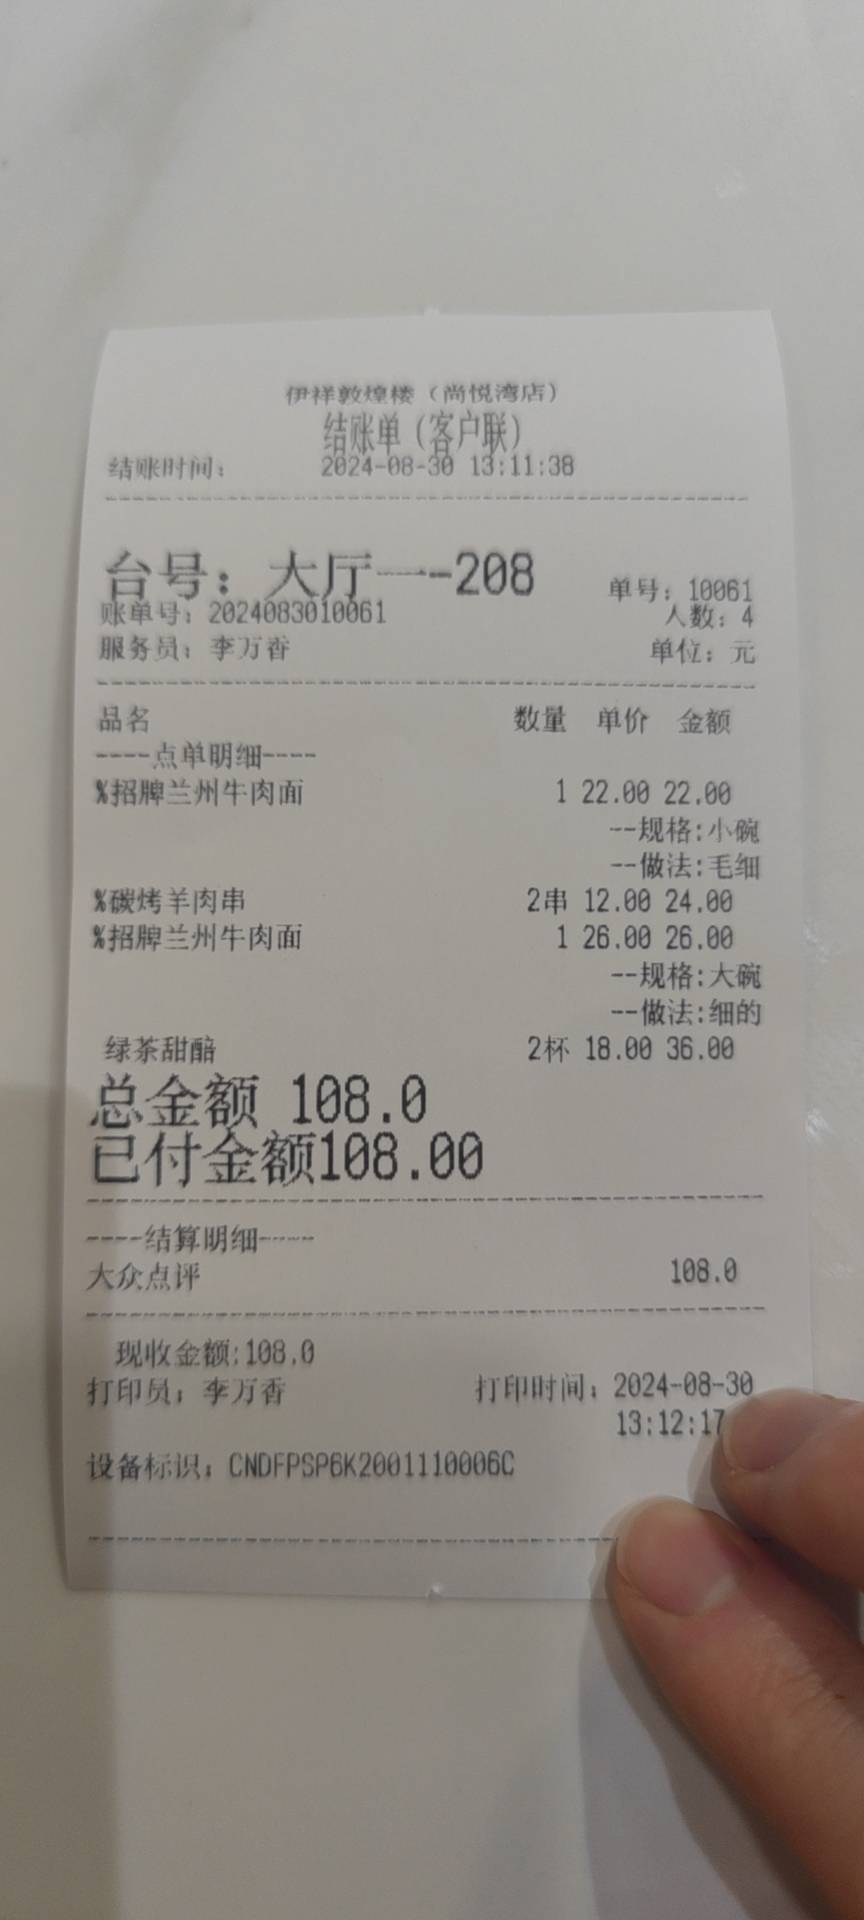 伊祥敦煌楼（尚悦湾店）
结账单（客户联）
结账时间： 2024-08-30 13:11:38
台号：大厅一-208 单号：10061
账单号：2024083010061 人数：4
服务员：李万香 单位：元
品名 数量 单价 金额
----点单明细----
%招牌兰州牛肉面 1 22.00 22.00
--规格:小碗
--做法:毛细
%碳烤羊肉串 2串 12.00 24.00
%招牌兰州牛肉面 1 26.00 26.00
--规格:大碗
--做法:细的
绿茶甜醅 2杯 18.00 36.00
总金额 108.0
已付金额108.00
----结算明细----
大众点评 108.0
现收金额:108.0
打印员：李万香 打印时间：2024-08-30
13:12:17
设备标识：CNDFPSP6K2001110006C